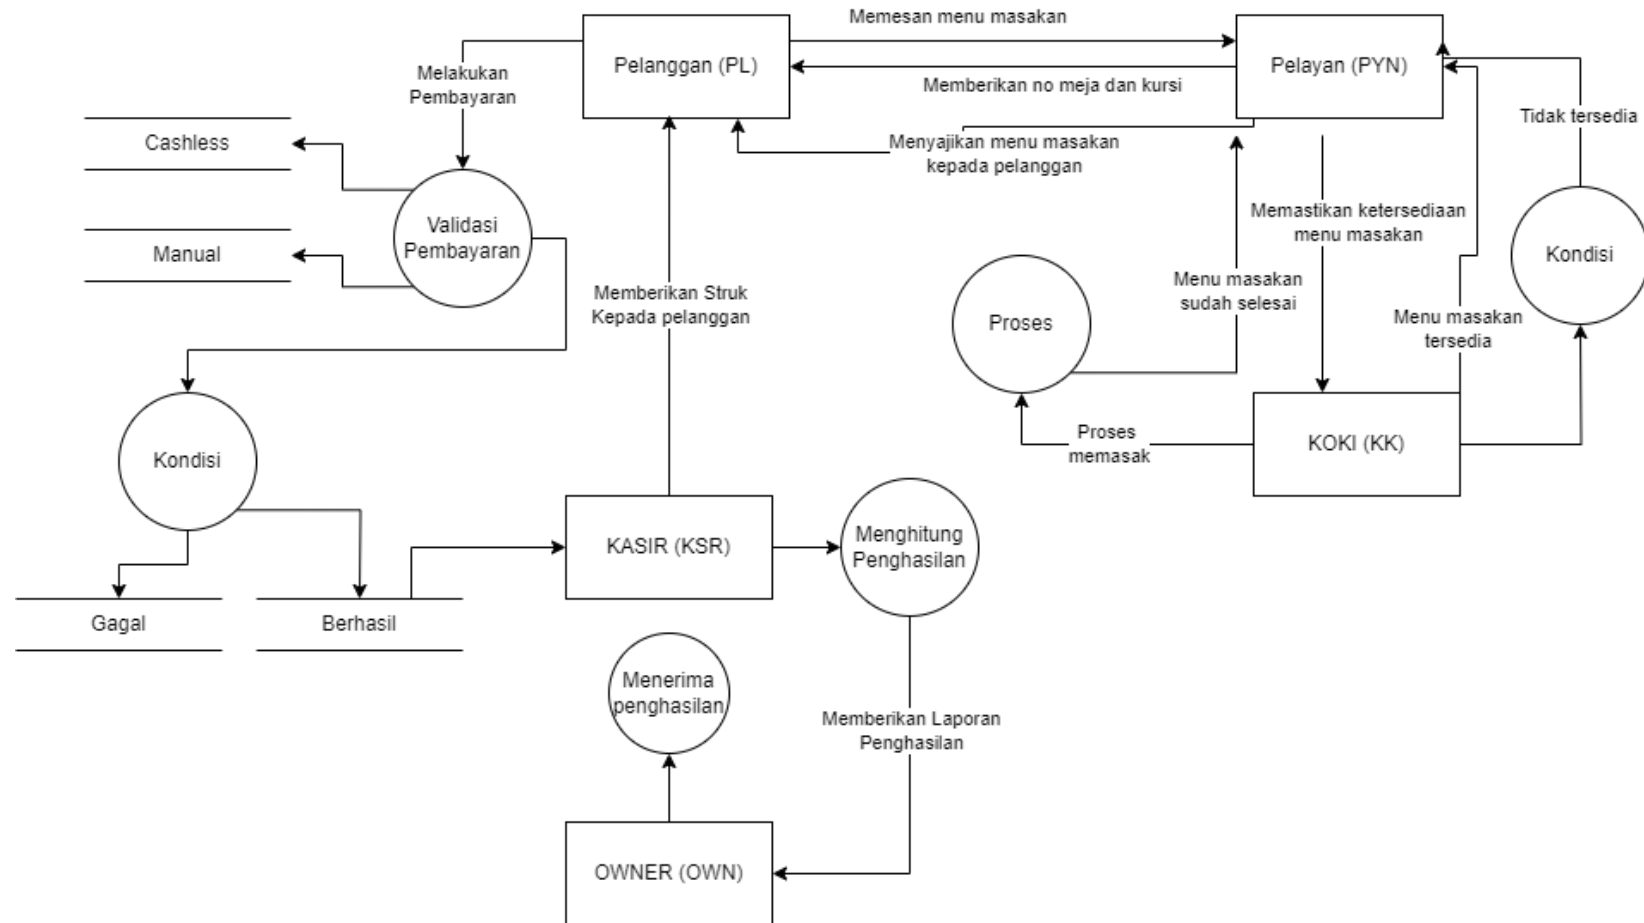 Memesan menu masakan
Pelanggan (PL)
Pelayan (PYN)
Melakukan
Pembayaran
Memberikan no meja dan kursi
Tidak tersedia
Cashless
Menyajikan menu masakan
kepada pelanggan
Validasi
Pembayaran
Memastikan ketersediaan
menu masakan
Manual
Kondisi
Memberikan Struk
Kepada pelanggan
Menu masakan
sudah selesai
Proses
Menu masakan
tersedia
Proses
memasak
KOKI (KK)
Kondisi
KASIR (KSR)
Menghitung
Penghasilan
Gagal
Berhasil
Menerima
penghasilan
Memberikan Laporan
Penghasilan
OWNER (OWN)